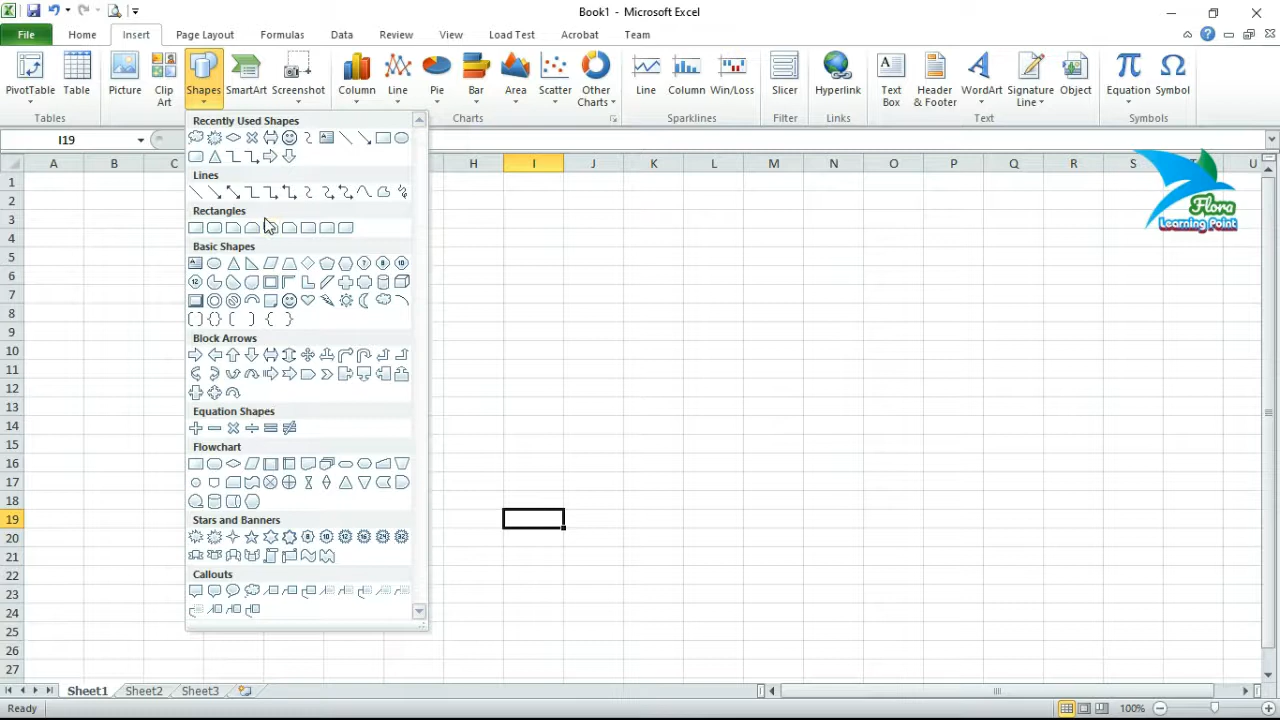 Book1 - Microsoft Excel
File Home Insert Page Layout Formulas Data Review View Load Test Acrobat Team
PivotTable Table Picture Clip Art Shapes SmartArt Screenshot Column Line Pie Bar Area Scatter Other Charts Line Column Win/Loss Slicer Hyperlink Text Box Header & Footer WordArt Signature Line Object Equation Symbol
Tables Charts Sparklines Filter Links Text Symbols
I19
Recently Used Shapes
Lines
Rectangles
Basic Shapes
Block Arrows
Equation Shapes
Flowchart
Stars and Banners
Callouts
A B C H I J K L M N O P Q R S U
1
2
3
4
5
6
7
8
9
10
11
12
13
14
15
16
17
18
19
20
21
22
23
24
25
26
27
Flora
Learning Point
Sheet1 Sheet2 Sheet3
Ready 100%